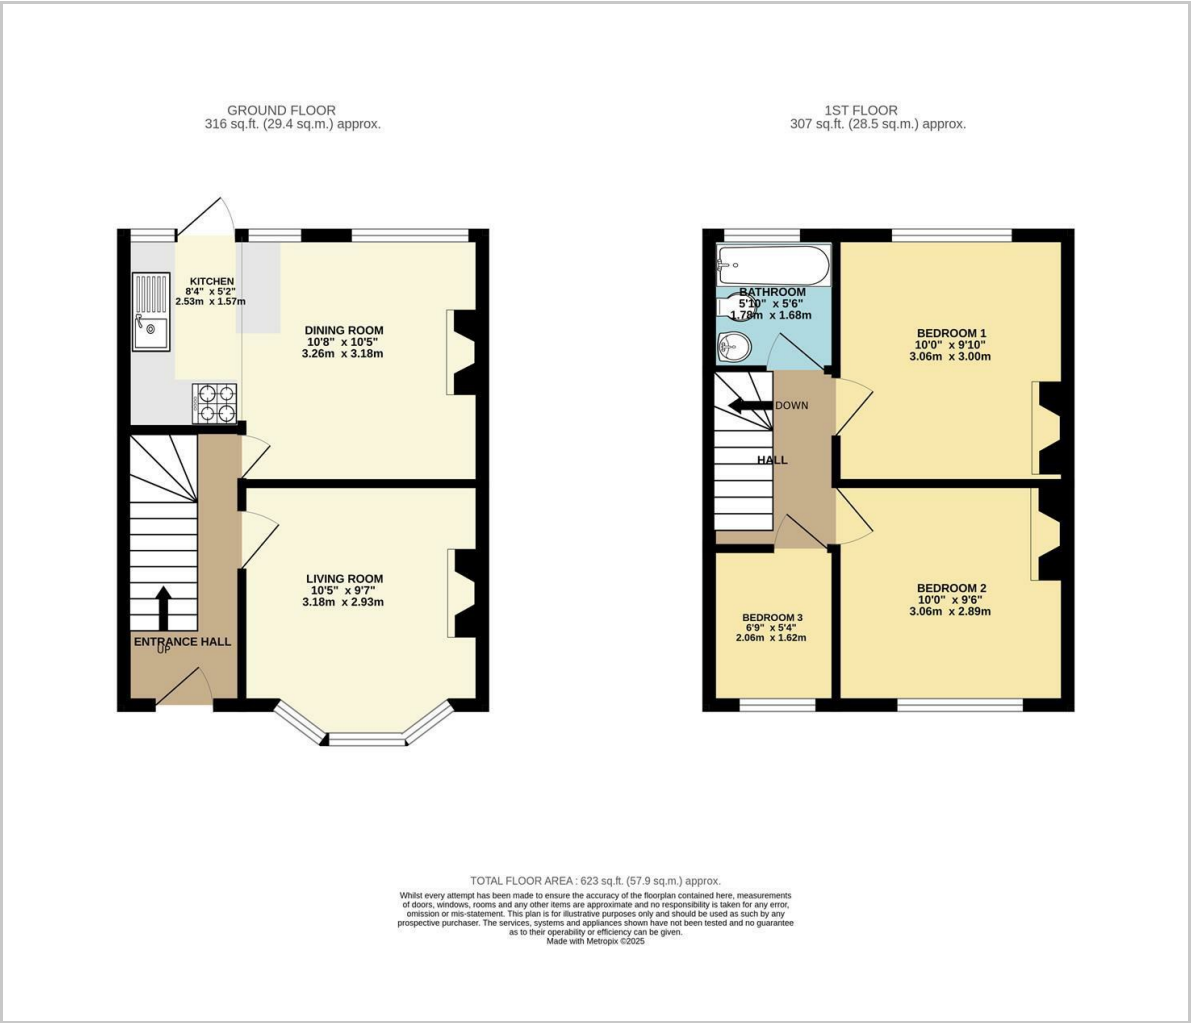 GROUND FLOOR
316 sq.ft. (29.4 sq.m.) approx.
1ST FLOOR
307 sq.ft. (28.5 sq.m.) approx.
KITCHEN
8'4" x 5'2"
2.53m x 1.57m
DINING ROOM
10'8" x 10'5"
3.26m x 3.18m
LIVING ROOM
10'5" x 9'7"
3.18m x 2.93m
ENTRANCE HALL
UP
BATHROOM
5'10" x 5'6"
1.78m x 1.68m
BEDROOM 1
10'0" x 9'10"
3.06m x 3.00m
DOWN
HALL
BEDROOM 2
10'0" x 9'6"
3.06m x 2.89m
BEDROOM 3
6'9" x 5'4"
2.06m x 1.62m
TOTAL FLOOR AREA : 623 sq.ft. (57.9 sq.m.) approx.
Whilst every attempt has been made to ensure the accuracy of the floorplan contained here, measurements
of doors, windows, rooms and any other items are approximate and no responsibility is taken for any error,
omission or mis-statement. This plan is for illustrative purposes only and should be used as such by any
prospective purchaser. The services, systems and appliances shown have not been tested and no guarantee
as to their operability or efficiency can be given.
Made with Metropix ©2025